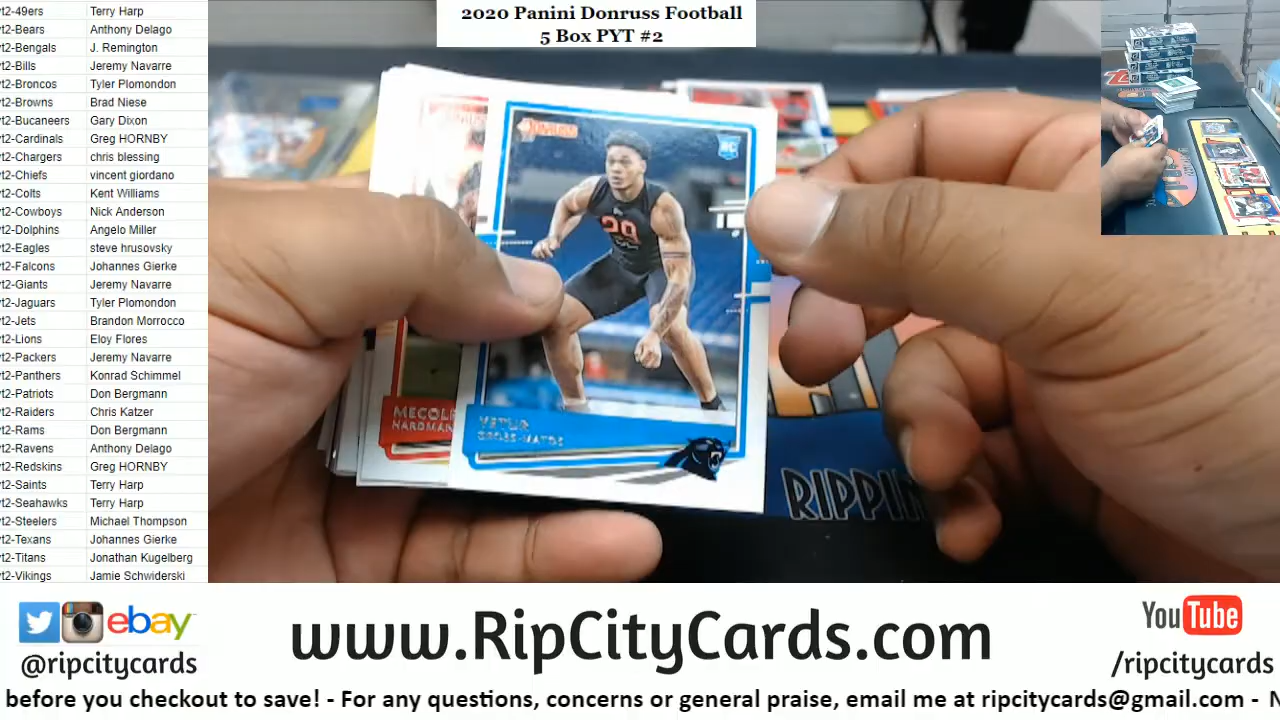 2020 Panini Donruss Football
5 Box PYT #2
t2-49ers Terry Harp
t2-Bears Anthony Delago
t2-Bengals J. Remington
t2-Bills Jeremy Navarre
t2-Broncos Tyler Plomondon
t2-Browns Brad Niese
t2-Bucaneers Gary Dixon
t2-Cardinals Greg HORNBY
t2-Chargers chris blessing
t2-Chiefs vincent giordano
t2-Colts Kent Williams
t2-Cowboys Nick Anderson
t2-Dolphins Angelo Miller
t2-Eagles steve hrusovsky
t2-Falcons Johannes Gierke
t2-Giants Jeremy Navarre
t2-Jaguars Tyler Plomondon
t2-Jets Brandon Morrocco
t2-Lions Eloy Flores
t2-Packers Jeremy Navarre
t2-Panthers Konrad Schimmel
t2-Patriots Don Bergmann
t2-Raiders Chris Katzer
t2-Rams Don Bergmann
t2-Ravens Anthony Delago
t2-Redskins Greg HORNBY
t2-Saints Terry Harp
t2-Seahawks Terry Harp
t2-Steelers Michael Thompson
t2-Texans Johannes Gierke
t2-Titans Jonathan Kugelberg
t2-Vikings Jamie Schwiderski
DONRUSS
RC
29
MECOLE
HARDMAN
YETUR
GROSS-MATOS
RIPPIN
ebay
@ripcitycards
www.RipCityCards.com
YouTube
/ripcitycards
before you checkout to save! - For any questions, concerns or general praise, email me at ripcitycards@gmail.com - N